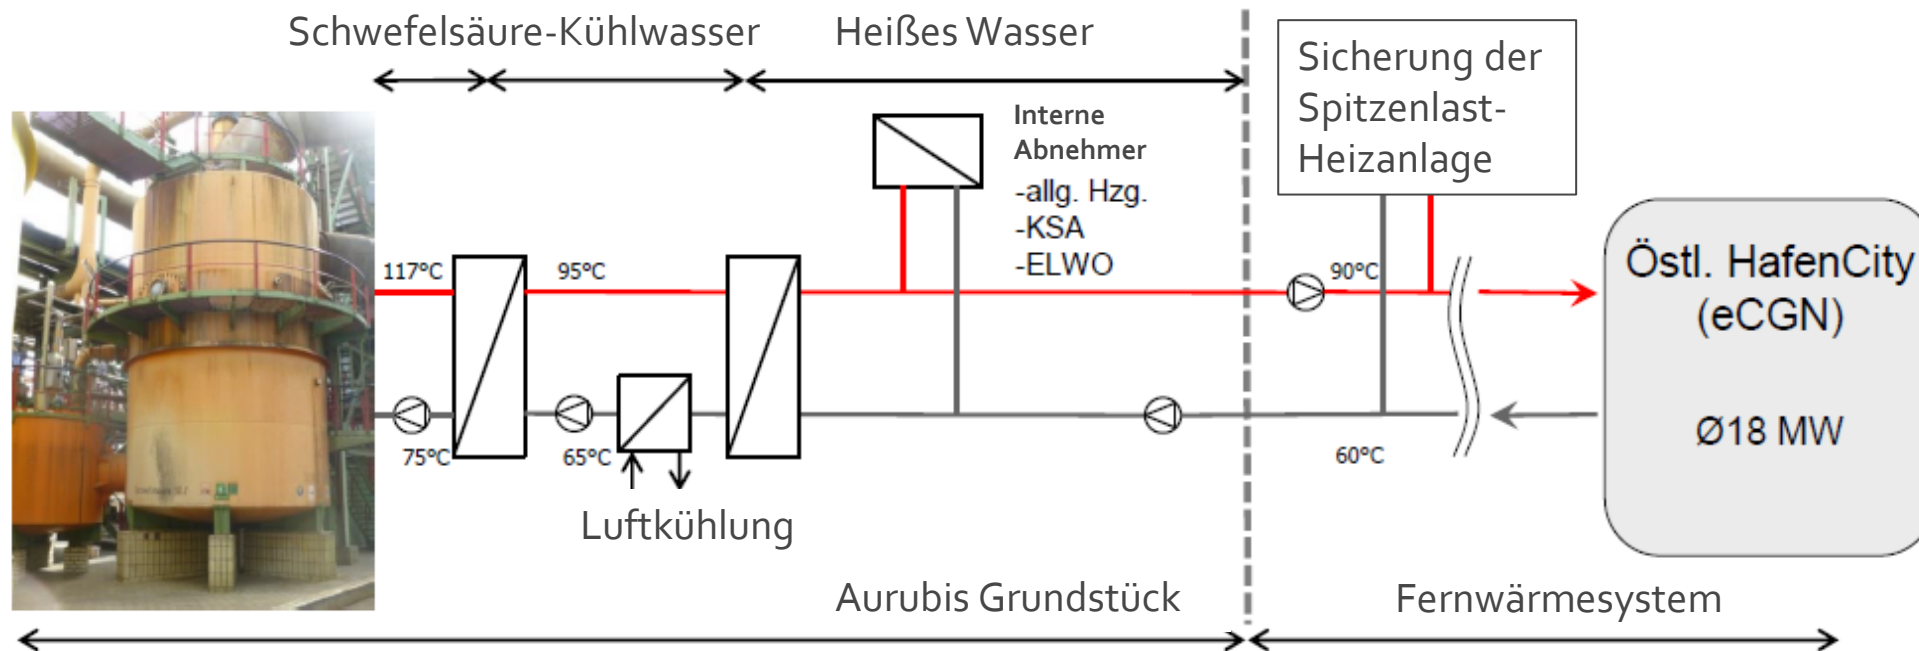 Schwefelsäure-Kühlwasser
Heißes Wasser
Sicherung der
Spitzenlast-
Heizanlage
Interne
Abnehmer
-allg. Hzg.
-KSA
-ELWO
117°C
95°C
90°C
75°C
65°C
60°C
Luftkühlung
Östl. HafenCity
(eCGN)
Ø18 MW
Aurubis Grundstück
Fernwärmesystem